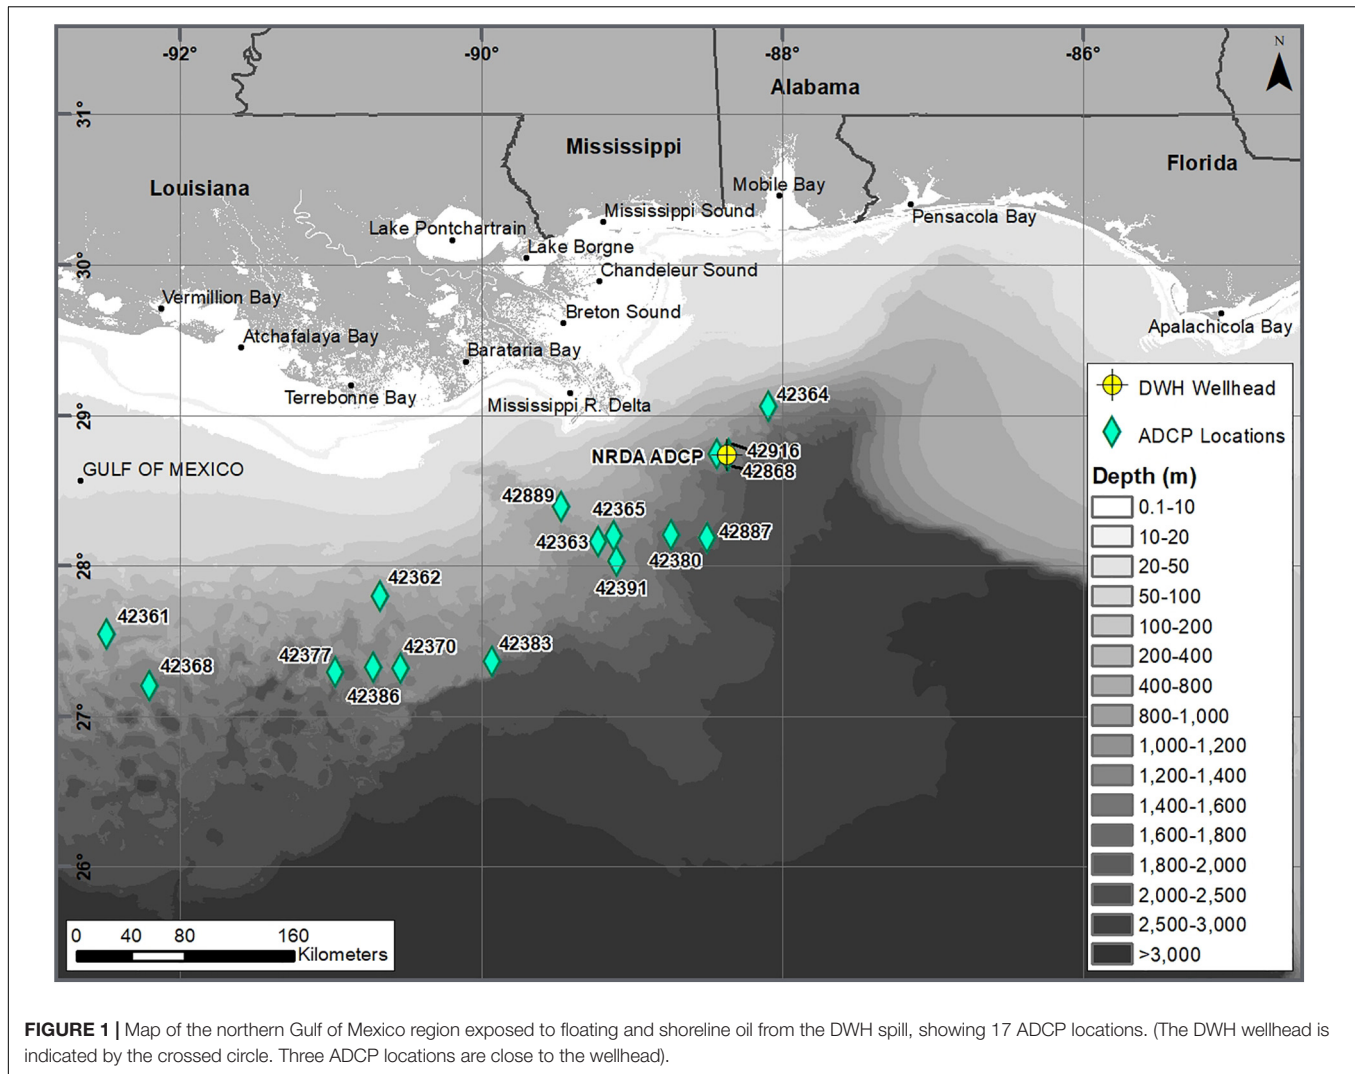 -92°
-90°
-88°
-86°
N
Alabama
31°
Mississippi
Florida
Louisiana
Mobile Bay
Mississippi Sound
Pensacola Bay
Lake Pontchartrain
Lake Borgne
30°
Chandeleur Sound
Vermillion Bay
Breton Sound
Apalachicola Bay
Atchafalaya Bay
Barataria Bay
Terrebonne Bay
Mississippi R. Delta
29°
42364
GULF OF MEXICO
NRDA ADCP
42916
42868
42889
42365
42363
42887
42380
28°
42391
42362
42361
42383
42370
42377
42368
42386
27°
26°
DWH Wellhead
ADCP Locations
Depth (m)
0.1-10
10-20
20-50
50-100
100-200
200-400
400-800
800-1,000
1,000-1,200
1,200-1,400
1,400-1,600
1,600-1,800
1,800-2,000
2,000-2,500
2,500-3,000
>3,000
0 40 80 160
Kilometers
FIGURE 1 | Map of the northern Gulf of Mexico region exposed to floating and shoreline oil from the DWH spill, showing 17 ADCP locations. (The DWH wellhead is
indicated by the crossed circle. Three ADCP locations are close to the wellhead).